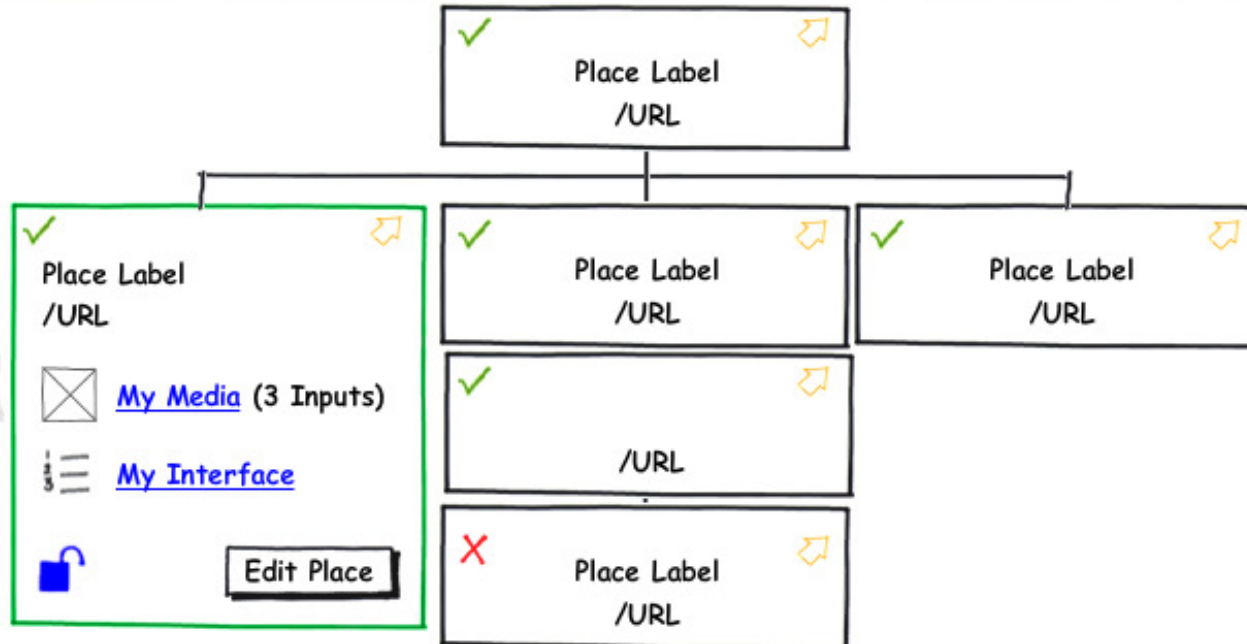 Place Label
/URL
Place Label
/URL
My Media (3 Inputs)
My Interface
Edit Place
Place Label
/URL
/URL
Place Label
/URL
Place Label
/URL